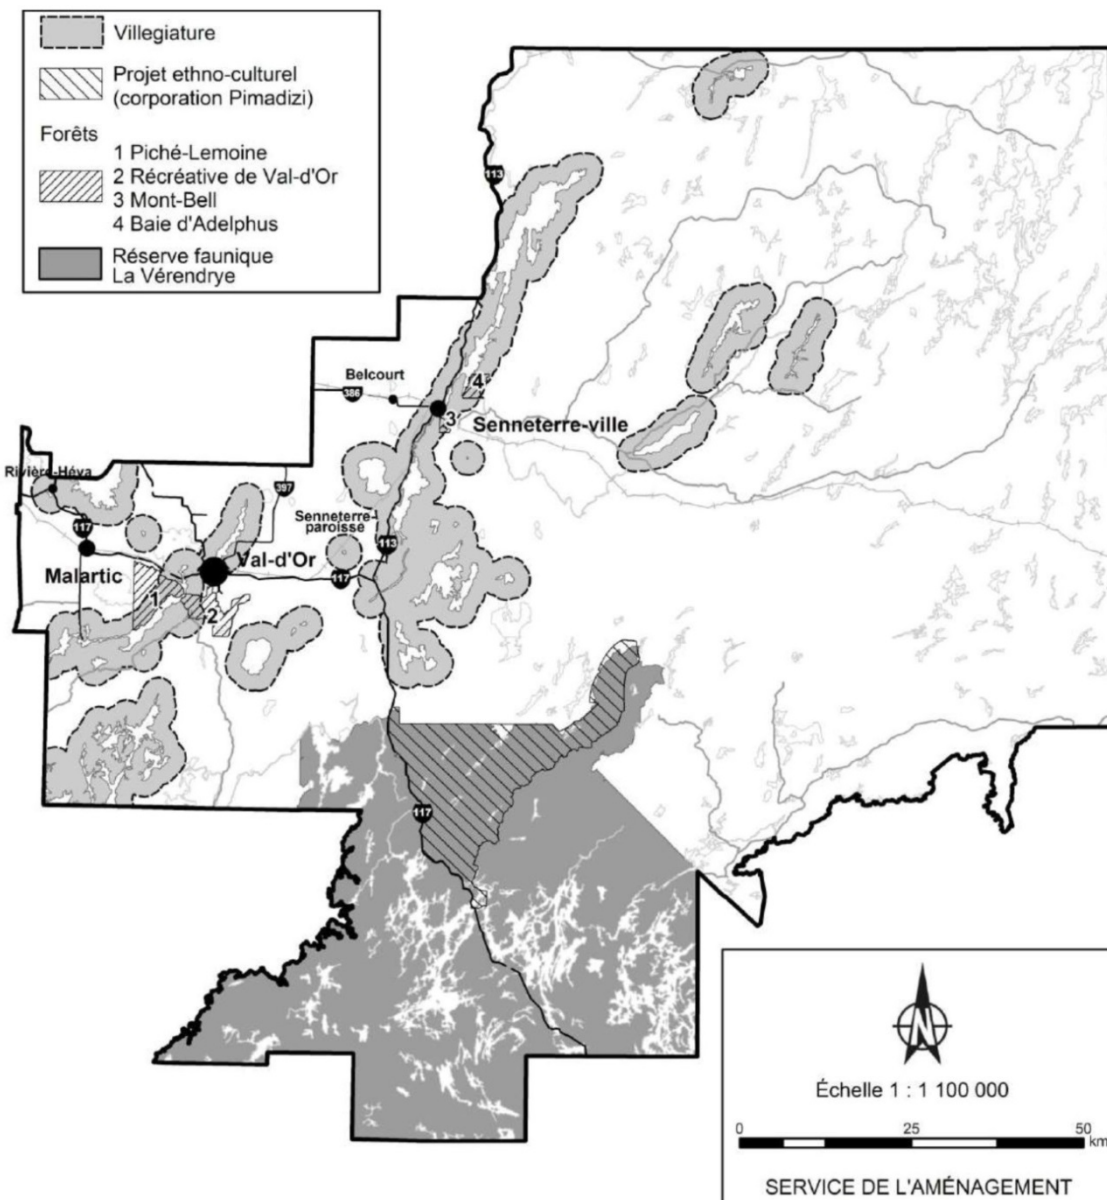 Villegiature
Projet ethno-culturel
(corporation Pimadizi)
Forêts
1 Piché-Lemoine
2 Récréative de Val-d'Or
3 Mont-Bell
4 Baie d'Adelphus
Réserve faunique
La Vérendrye
113
4
Belcourt
386
3
Senneterre-ville
Rivière-Héva
397
117
Senneterre-
paroisse
113
Val-d'Or
Malartic
117
1
2
117
N
Échelle 1 : 1 100 000
0 25 50
km
SERVICE DE L'AMÉNAGEMENT